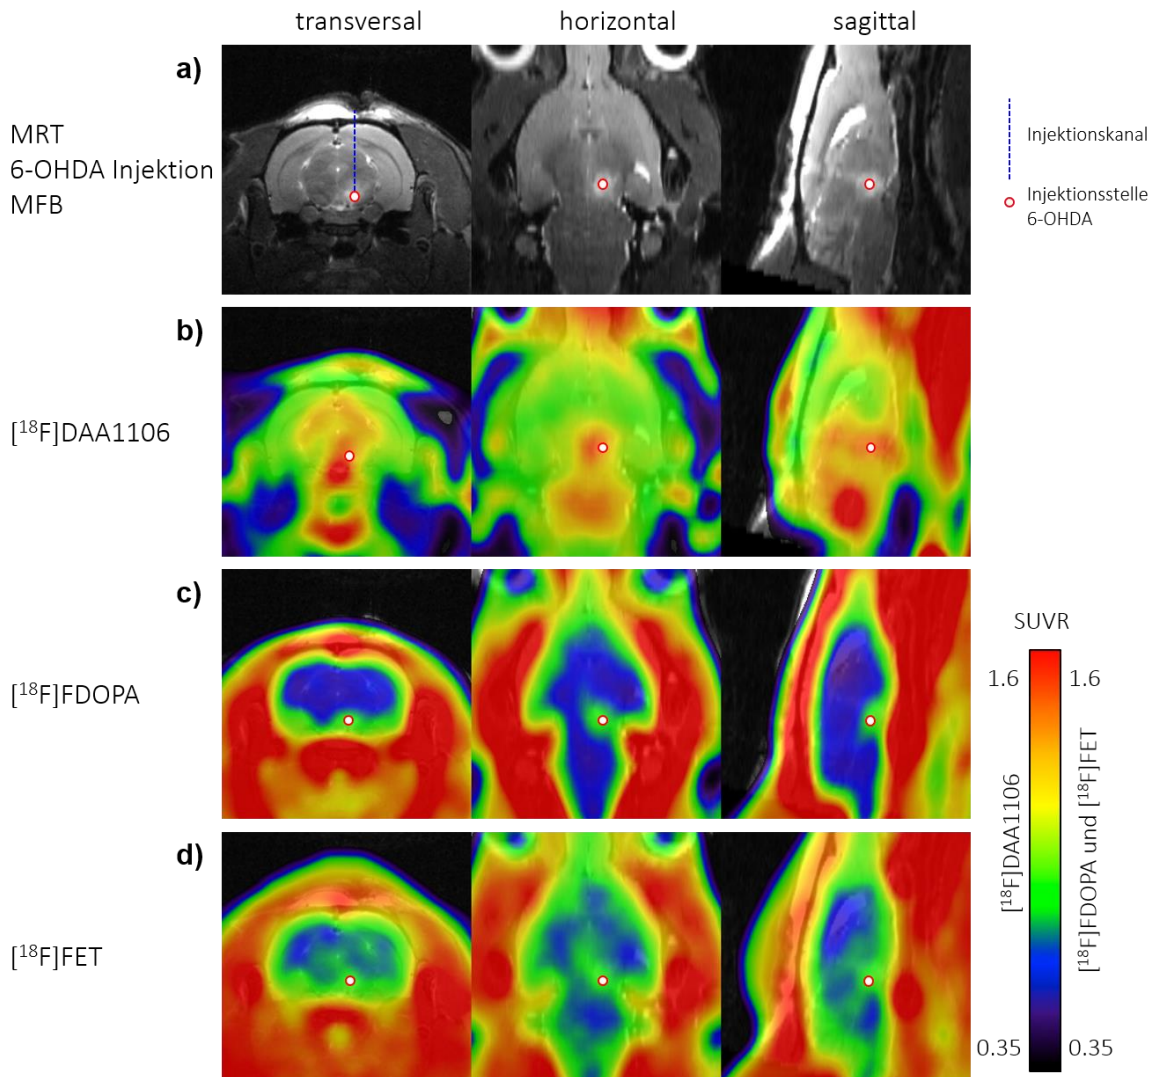 transversal horizontal sagittal
a)
MRT
6-OHDA Injektion
MFB
Injektionskanal
Injektionsstelle
6-OHDA
b)
[¹⁸F]DAA1106
c)
[¹⁸F]FDOPA
SUVR
1.6 1.6
[¹⁸F]DAA1106
[¹⁸F]FDOPA und [¹⁸F]FET
0.35 0.35
d)
[¹⁸F]FET